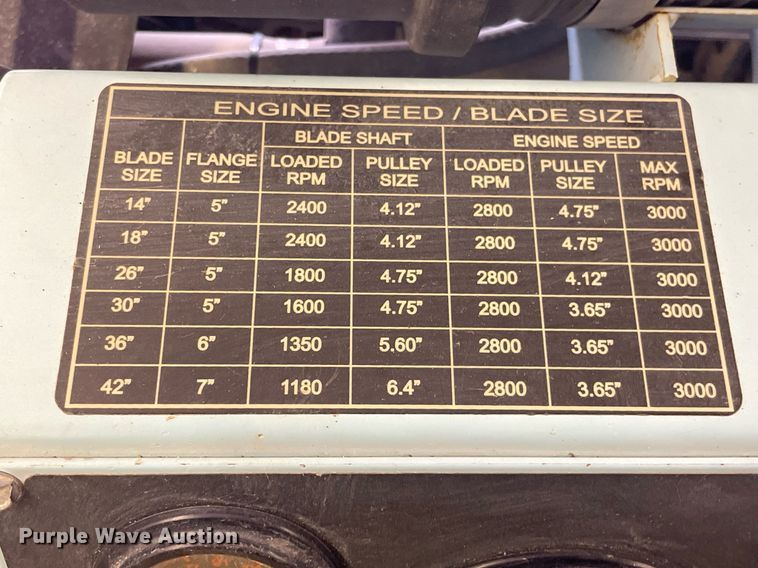 ENGINE SPEED / BLADE SIZE
BLADE SHAFT ENGINE SPEED
BLADE SIZE FLANGE SIZE LOADED RPM PULLEY SIZE LOADED RPM PULLEY SIZE MAX RPM
14" 5" 2400 4.12" 2800 4.75" 3000
18" 5" 2400 4.12" 2800 4.75" 3000
26" 5" 1800 4.75" 2800 4.12" 3000
30" 5" 1600 4.75" 2800 3.65" 3000
36" 6" 1350 5.60" 2800 3.65" 3000
42" 7" 1180 6.4" 2800 3.65" 3000
Purple Wave Auction